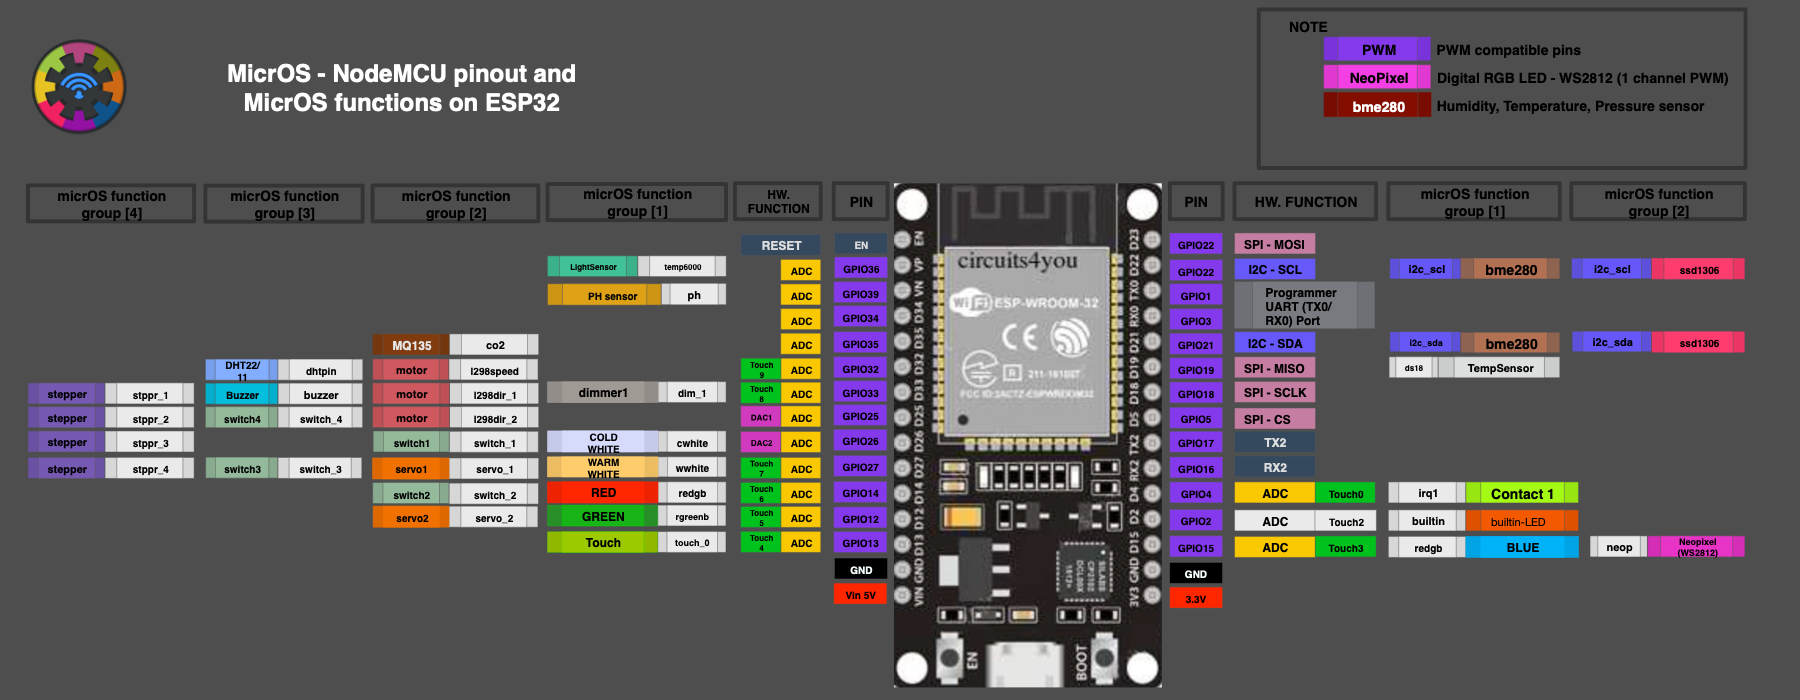 MicrOS - NodeMCU pinout and
MicrOS functions on ESP32
NOTE
PWM PWM compatible pins
NeoPixel Digital RGB LED - WS2812 (1 channel PWM)
bme280 Humidity, Temperature, Pressure sensor
micrOS function
group [4]
micrOS function
group [3]
micrOS function
group [2]
micrOS function
group [1]
HW.
FUNCTION
PIN
PIN
HW. FUNCTION
micrOS function
group [1]
micrOS function
group [2]
RESET EN
LightSensor temp6000 ADC GPIO36
PH sensor ph ADC GPIO39
ADC GPIO34
MQ135 co2 ADC GPIO35
DHT22/
11
dhtpin motor l298speed
Touch
9
ADC GPIO32
stepper stppr_1 Buzzer buzzer motor l298dir_1 dimmer1 dim_1
Touch
8
ADC GPIO33
stepper stppr_2 switch4 switch_4 motor l298dir_2 DAC1 ADC GPIO25
stepper stppr_3 switch1 switch_1
COLD
WHITE
cwhite DAC2 ADC GPIO26
stepper stppr_4 switch3 switch_3 servo1 servo_1
WARM
WHITE
wwhite
Touch
7
ADC GPIO27
switch2 switch_2 RED redgb
Touch
6
ADC GPIO14
servo2 servo_2 GREEN rgreenb
Touch
5
ADC GPIO12
Touch touch_0
Touch
4
ADC GPIO13
GND
Vin 5V
EN
VP
VN
D34
D35
D32
D33
D25
D26
D27
D14
D12
D13
GND
VIN
circuits4you
WiFi ESP-WROOM-32
CE
R 211-161007
FCC ID:2AC7Z-ESPWROOM32
SILABS
CP2102
EN
BOOT
D23
D22
TX0
RX0
D21
D19
D18
D5
TX2
RX2
D4
D2
D15
GND
3V3
GPIO22 SPI - MOSI
GPIO22 I2C - SCL i2c_scl bme280 i2c_scl ssd1306
GPIO1
GPIO3
Programmer
UART (TX0/
RX0) Port
GPIO21 I2C - SDA i2c_sda bme280 i2c_sda ssd1306
GPIO19 SPI - MISO ds18 TempSensor
GPIO18 SPI - SCLK
GPIO5 SPI - CS
GPIO17 TX2
GPIO16 RX2
GPIO4 ADC Touch0 irq1 Contact 1
GPIO2 ADC Touch2 builtin builtin-LED
GPIO15 ADC Touch3 redgb BLUE neop
Neopixel
(WS2812)
GND
3.3V